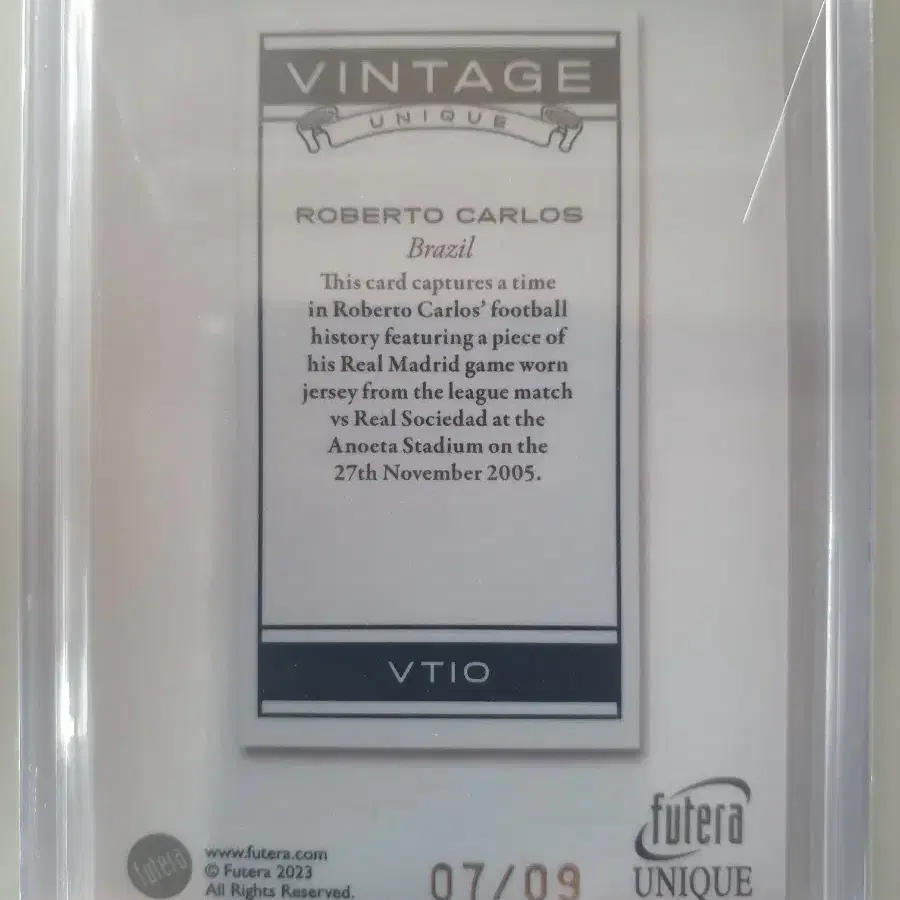 VINTAGE
UNIQUE
ROBERTO CARLOS
Brazil
This card captures a time
in Roberto Carlos' football
history featuring a piece of
his Real Madrid game worn
jersey from the league match
vs Real Sociedad at the
Anoeta Stadium on the
27th November 2005.
VT10
futera
www.futera.com
© Futera 2023
All Rights Reserved.
07/09
futera
UNIQUE